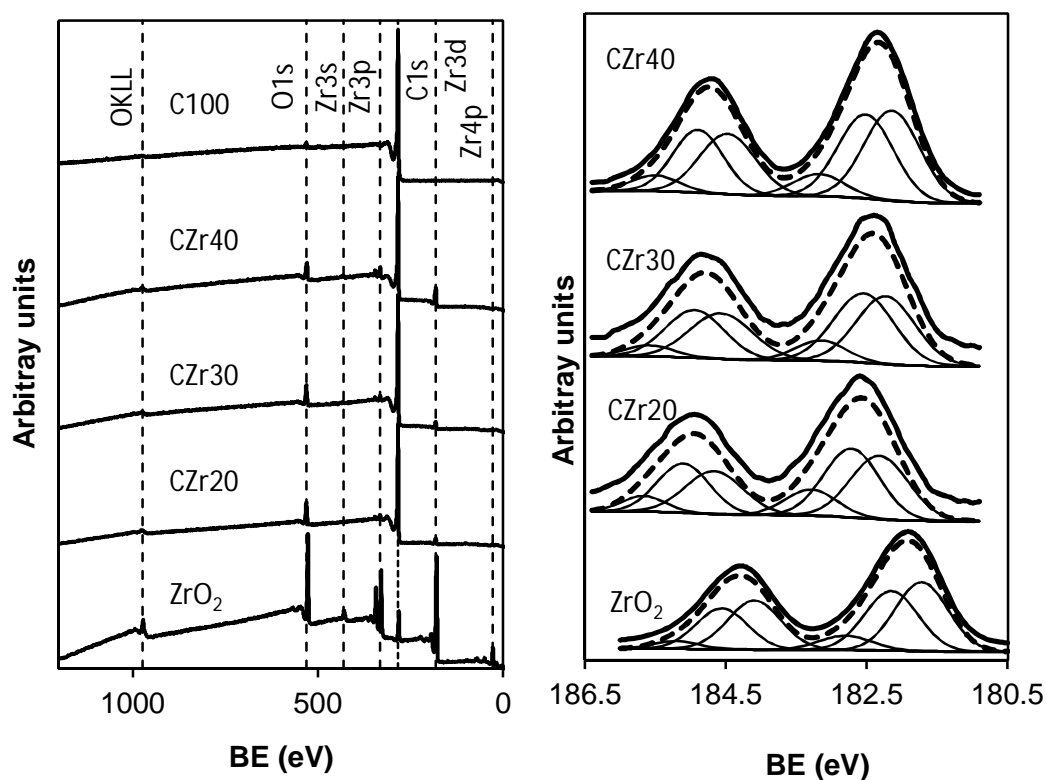 OKLL
O1s
Zr3s
Zr3p
C1s
Zr3d
Zr4p
C100
CZr40
CZr30
CZr20
ZrO2
Arbitray units
1000
500
0
BE (eV)
CZr40
CZr30
CZr20
ZrO2
Arbitray units
186.5
184.5
182.5
180.5
BE (eV)